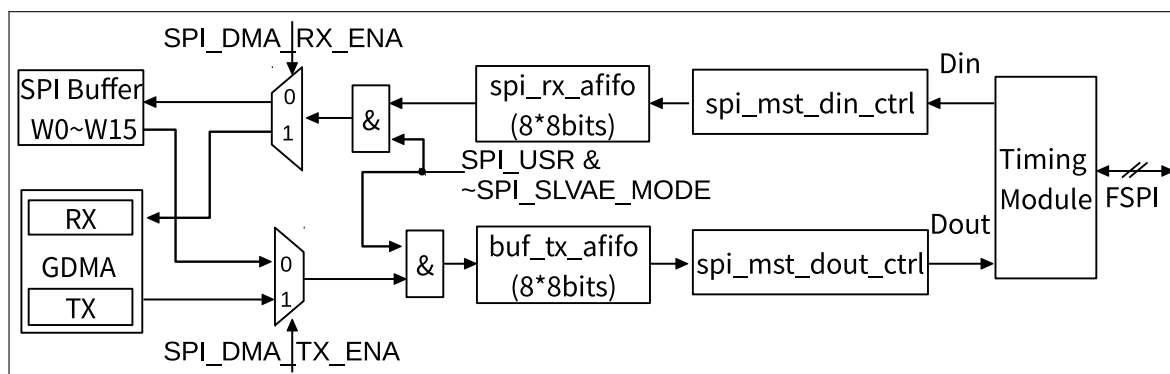 SPI_DMA_RX_ENA
SPI Buffer
W0~W15
0
1
&
spi_rx_afifo
(8*8bits)
spi_mst_din_ctrl
Din
Timing
Module
FSPI
SPI_USR &
~SPI_SLVAE_MODE
RX
GDMA
TX
0
1
&
buf_tx_afifo
(8*8bits)
spi_mst_dout_ctrl
Dout
SPI_DMA_TX_ENA